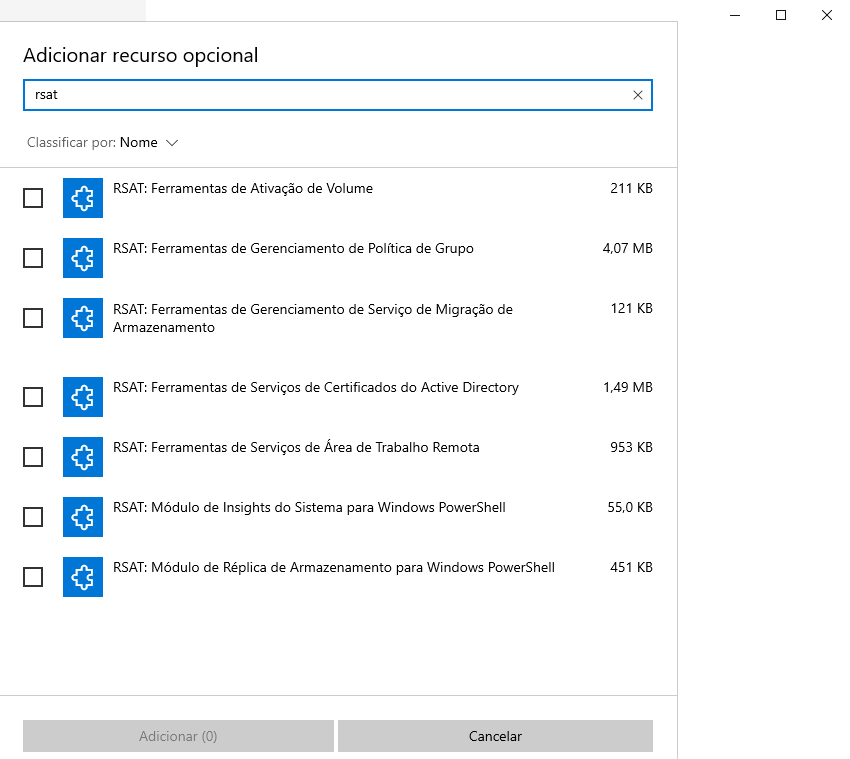 Adicionar recurso opcional
rsat
Classificar por: Nome
RSAT: Ferramentas de Ativação de Volume 211 KB
RSAT: Ferramentas de Gerenciamento de Política de Grupo 4,07 MB
RSAT: Ferramentas de Gerenciamento de Serviço de Migração de 121 KB
Armazenamento
RSAT: Ferramentas de Serviços de Certificados do Active Directory 1,49 MB
RSAT: Ferramentas de Serviços de Área de Trabalho Remota 953 KB
RSAT: Módulo de Insights do Sistema para Windows PowerShell 55,0 KB
RSAT: Módulo de Réplica de Armazenamento para Windows PowerShell 451 KB
Adicionar (0) Cancelar